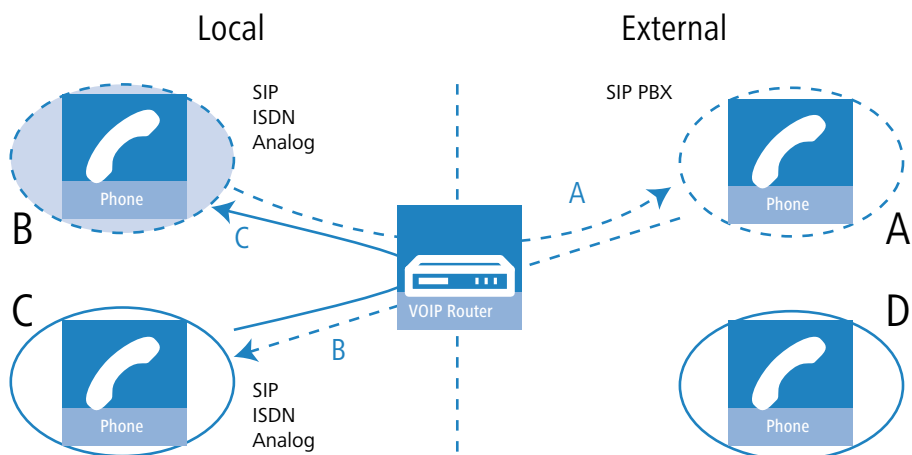 Local
External
SIP
ISDN
Analog
SIP PBX
Phone
Phone
B
A
C
A
C
VOIP Router
D
B
Phone
Phone
SIP
ISDN
Analog